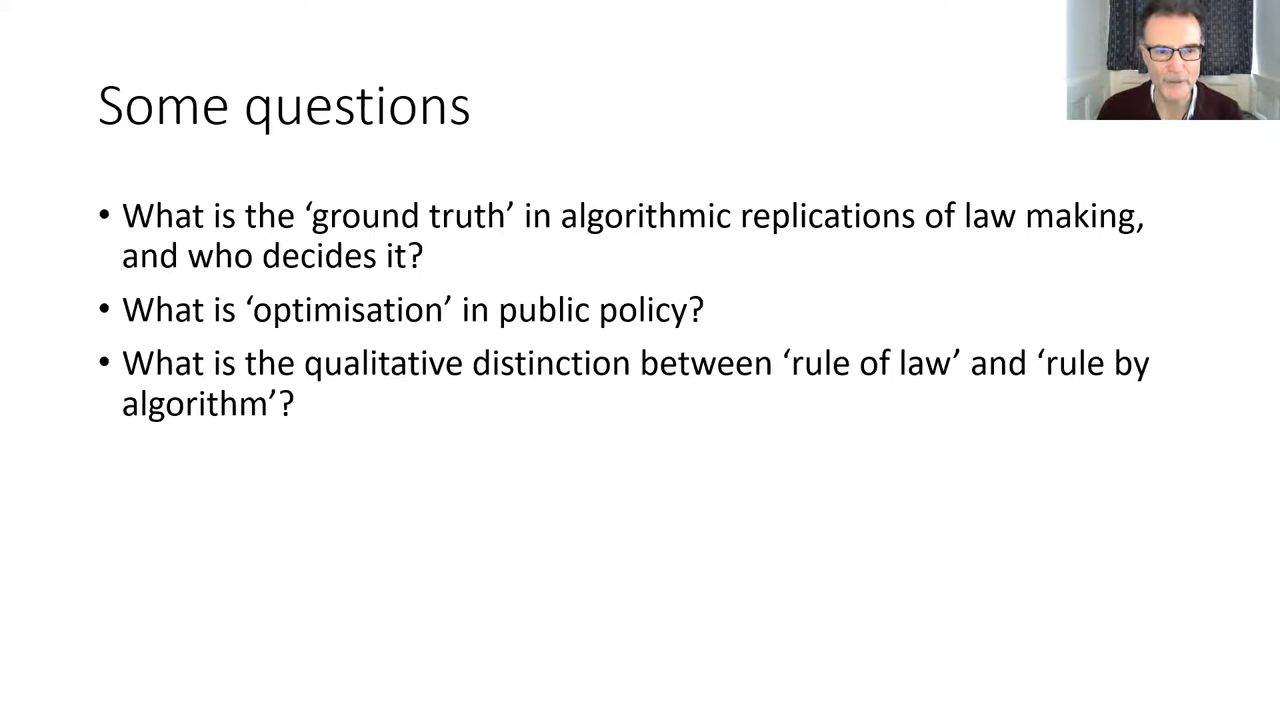 Some questions
• What is the ‘ground truth’ in algorithmic replications of law making,
and who decides it?
• What is ‘optimisation’ in public policy?
• What is the qualitative distinction between ‘rule of law’ and ‘rule by
algorithm’?